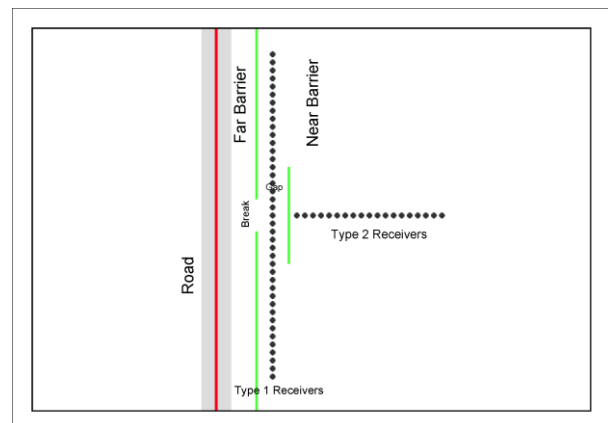 Far Barrier
Near Barrier
Gap
Break
Type 2 Receivers
Road
Type 1 Receivers